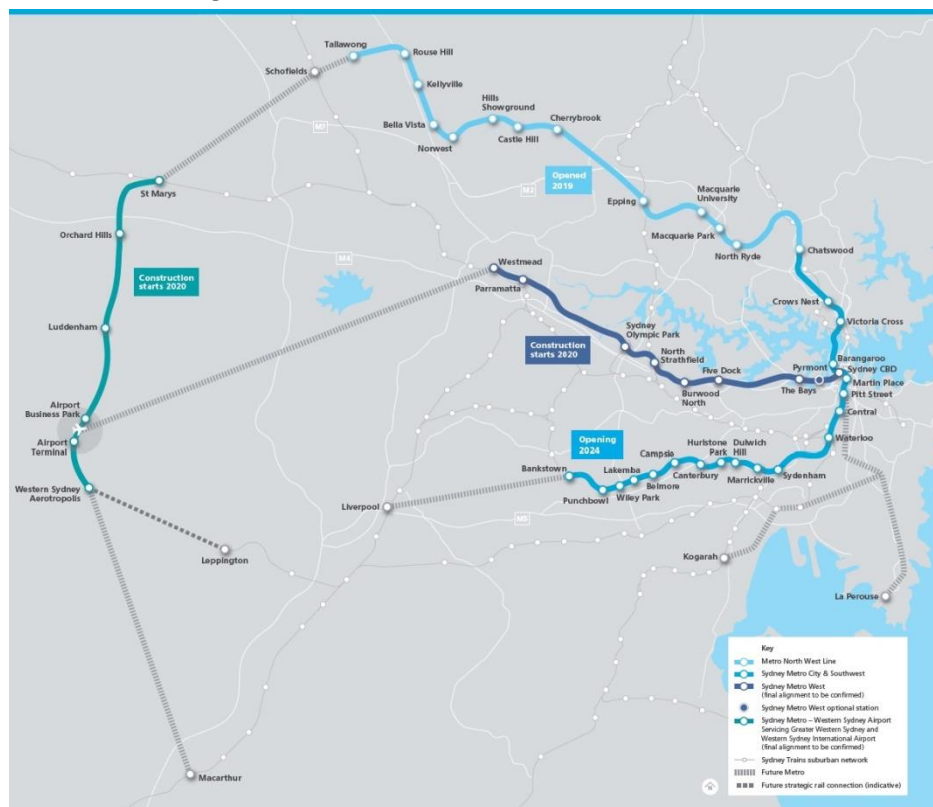 Tallawong
Rouse Hill
Schofields
Kellyville
Hills
Showground
Cherrybrook
Bella Vista
Castle Hill
Norwest
M7
M2
Opened
2019
St Marys
Epping
Macquarie
University
Macquarie Park
North Ryde
Chatswood
Orchard Hills
M4
Westmead
Parramatta
Construction
starts 2020
Crows Nest
Victoria Cross
Luddenham
Sydney
Olympic Park
Construction
starts 2020
North
Strathfield
Five Dock
Pyrmont
Barangaroo
Sydney CBD
Martin Place
Pitt Street
Burwood
North
The Bays
Central
Airport
Business Park
Airport
Terminal
Waterloo
Opening
2024
Bankstown
Lakemba
Campsie
Hurlstone
Park
Dulwich
Hill
Punchbowl
Wiley Park
Belmore
Canterbury
Marrickville
Sydenham
Western Sydney
Aerotropolis
Liverpool
M5
Leppington
Kogarah
La Perouse
Macarthur
Key
Metro North West Line
Sydney Metro City & Southwest
Sydney Metro West
(final alignment to be confirmed)
Sydney Metro West optional station
Sydney Metro – Western Sydney Airport
Servicing Greater Western Sydney and
Western Sydney International Airport
(final alignment to be confirmed)
Sydney Trains suburban network
Future Metro
Future strategic rail connection (indicative)